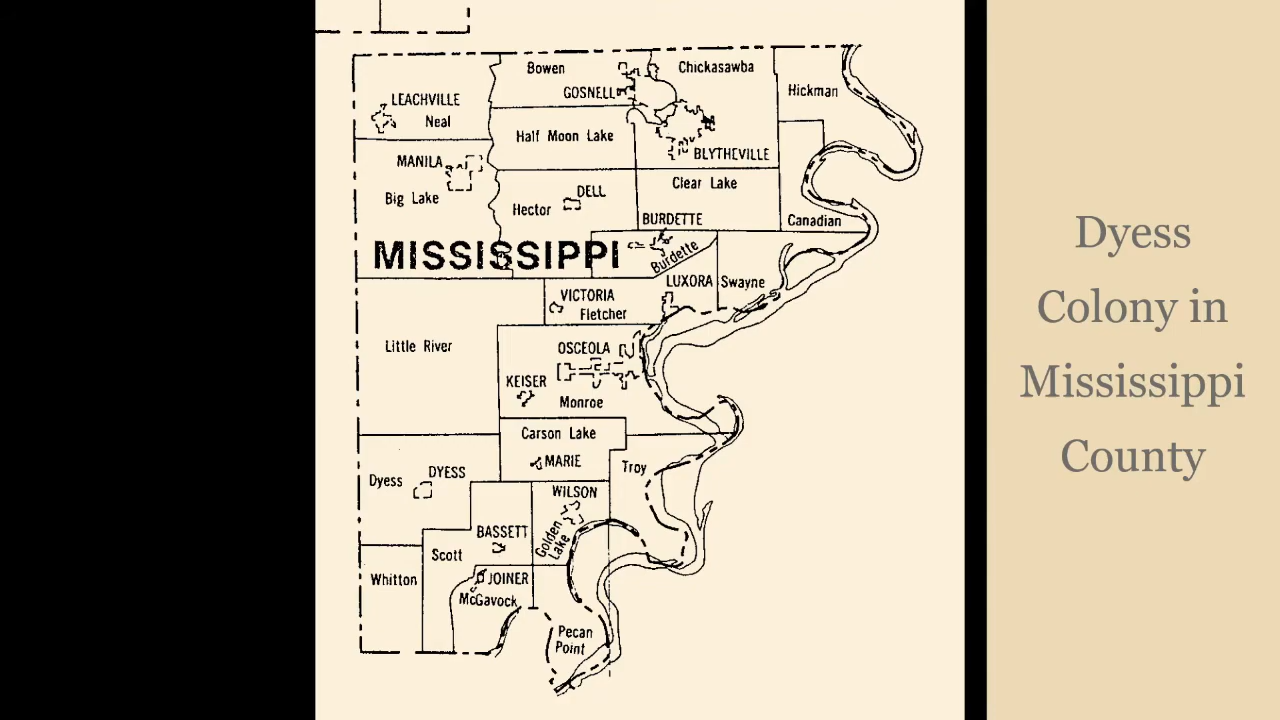 Bowen
Chickasawba
Hickman
LEACHVILLE
GOSNELL
Neal
Half Moon Lake
BLYTHEVILLE
MANILA
Big Lake
Clear Lake
DELL
Hector
BURDETTE
Canadian
MISSISSIPPI
Burdette
LUXORA
Swayne
VICTORIA
Fletcher
Little River
OSCEOLA
KEISER
Monroe
Carson Lake
MARIE
Troy
Dyess
DYESS
WILSON
BASSETT
Golden
Lake
Scott
Whitton
JOINER
McGavock
Pecan
Point
Dyess
Colony in
Mississippi
County